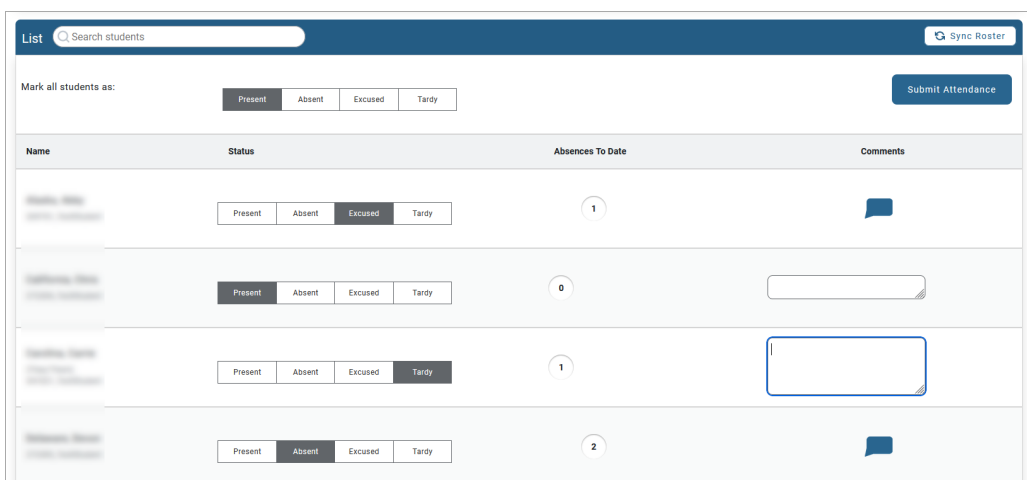 List Search students Sync Roster
Mark all students as: Present Absent Excused Tardy Submit Attendance
Name Status Absences To Date Comments
Present Absent Excused Tardy 1
Present Absent Excused Tardy 0
Present Absent Excused Tardy 1
Present Absent Excused Tardy 2